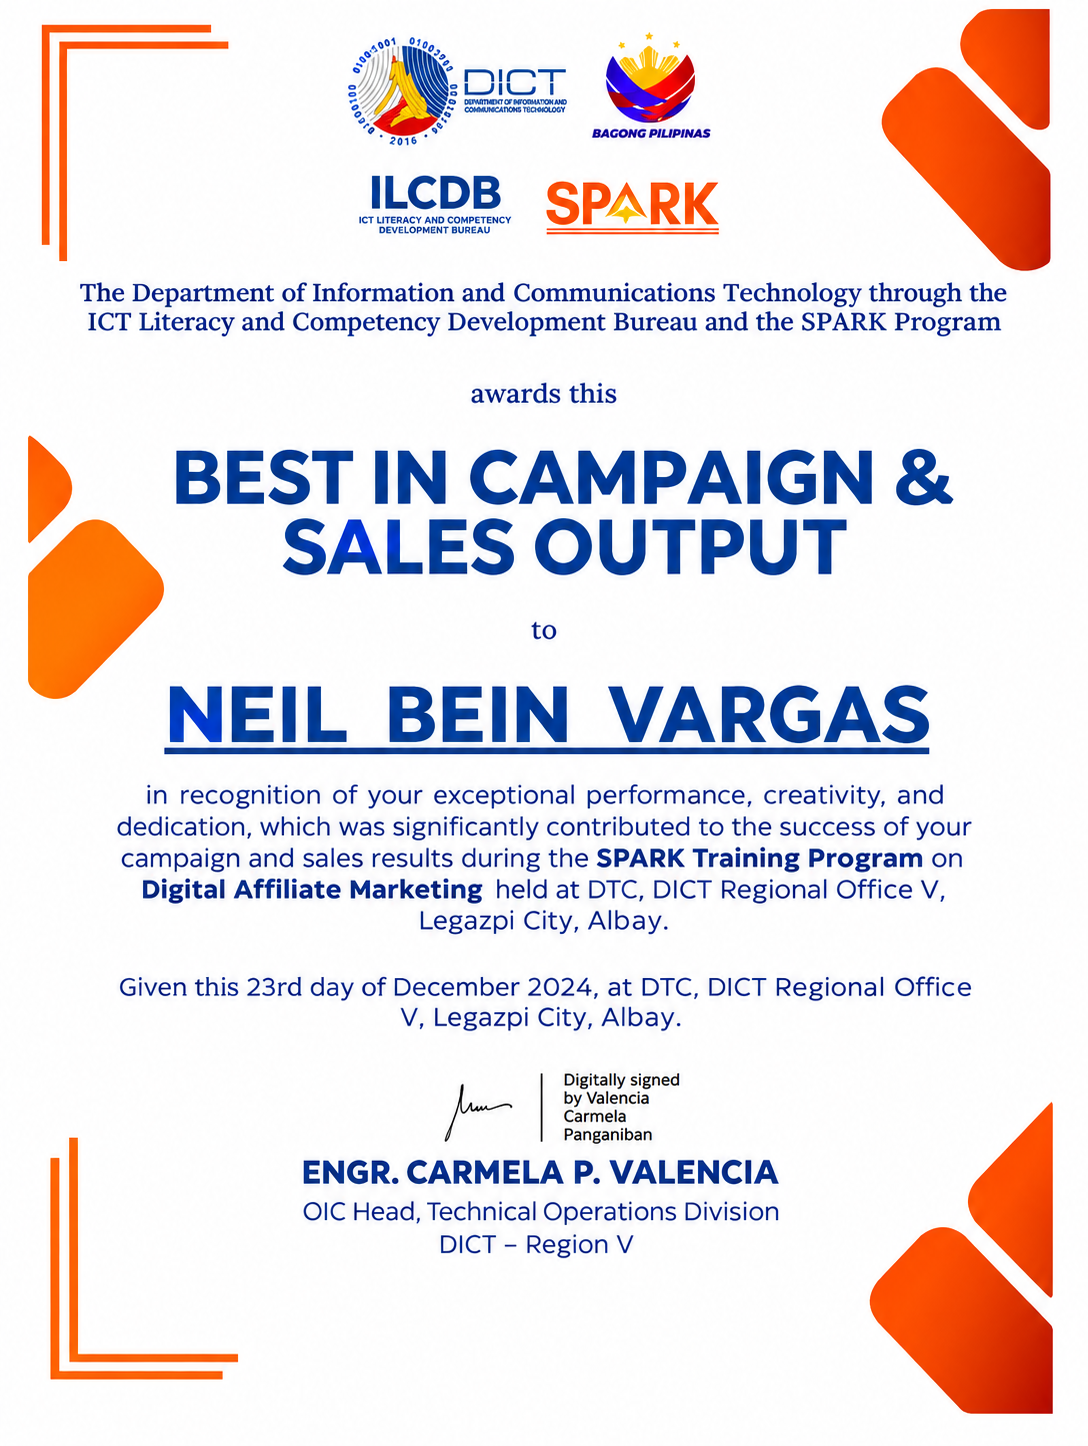 DICT
DEPARTMENT OF INFORMATION AND
COMMUNICATIONS TECHNOLOGY
2016
BAGONG PILIPINAS
ILCDB
ICT LITERACY AND COMPETENCY
DEVELOPMENT BUREAU
SPARK
The Department of Information and Communications Technology through the
ICT Literacy and Competency Development Bureau and the SPARK Program
awards this
BEST IN CAMPAIGN &
SALES OUTPUT
to
NEIL BEIN VARGAS
in recognition of your exceptional performance, creativity, and
dedication, which was significantly contributed to the success of your
campaign and sales results during the SPARK Training Program on
Digital Affiliate Marketing held at DTC, DICT Regional Office V,
Legazpi City, Albay.
Given this 23rd day of December 2024, at DTC, DICT Regional Office
V, Legazpi City, Albay.
Digitally signed
by Valencia
Carmela
Panganiban
ENGR. CARMELA P. VALENCIA
OIC Head, Technical Operations Division
DICT – Region V